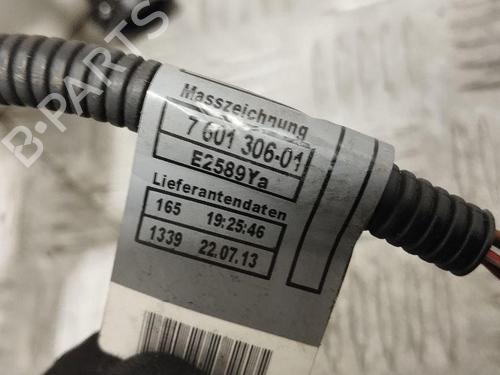 B-PARTS
Masszeichnung
7 601 306-01
E2589Ya
Lieferantendaten
165 19:25:46
1339 22.07.13